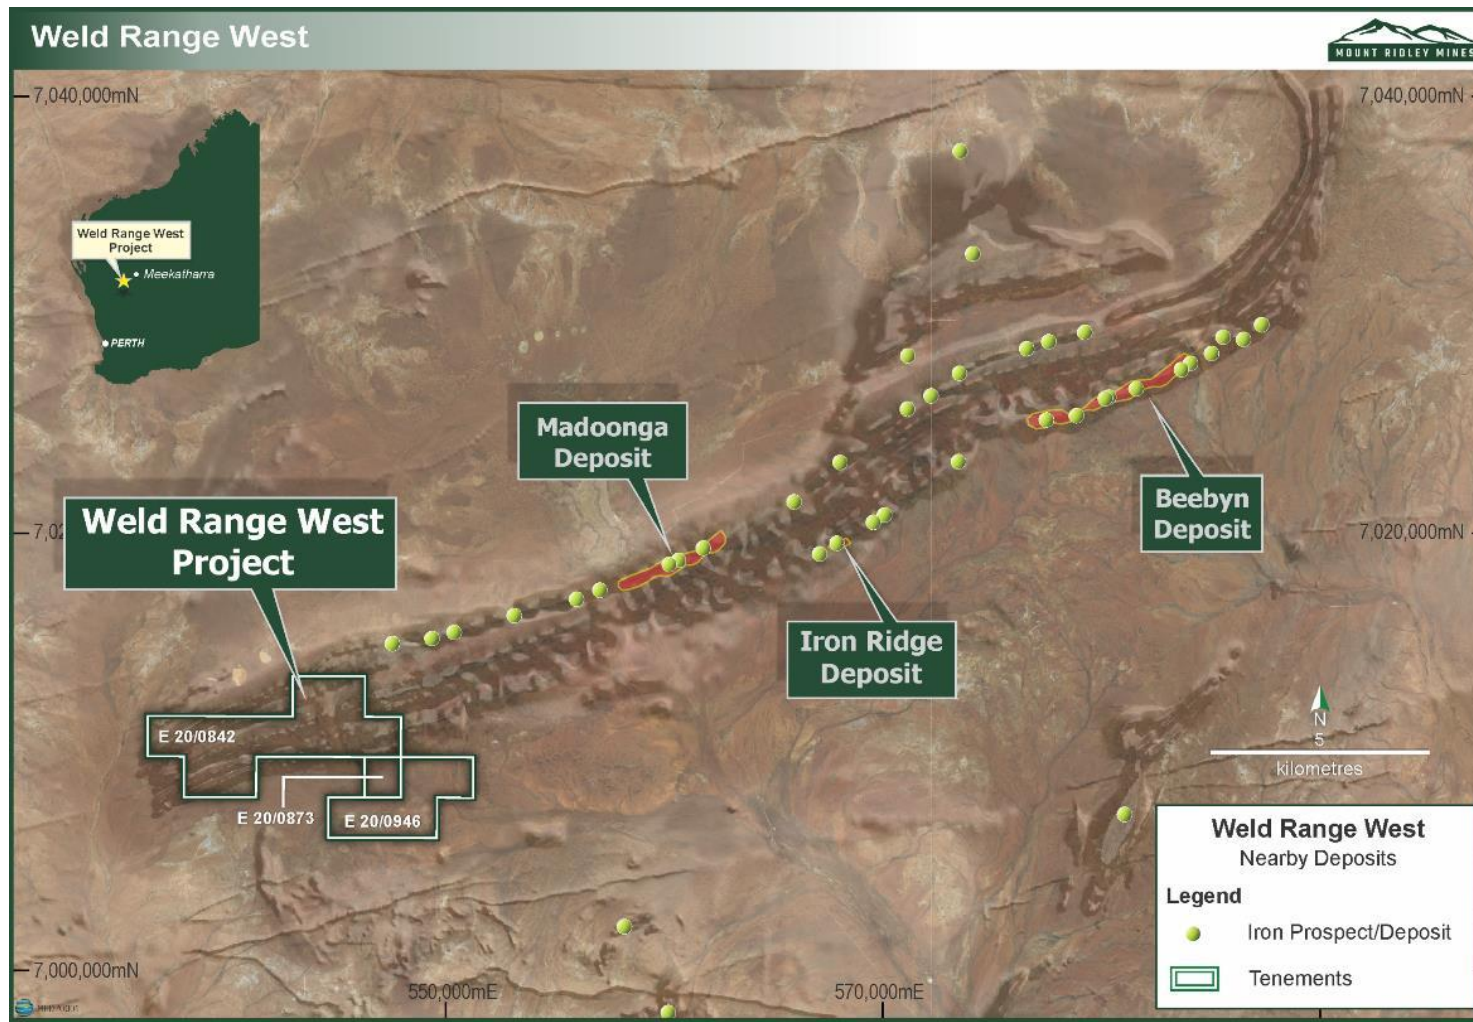 Weld Range West
MOUNT RIDLEY MINES
7,040,000mN
7,040,000mN
Weld Range West
Project
Meekatharra
PERTH
Madoonga
Deposit
Weld Range West
Project
Beebyn
Deposit
7,020,000mN
Iron Ridge
Deposit
E 20/0842
E 20/0873
E 20/0946
N
5
kilometres
Weld Range West
Nearby Deposits
Legend
Iron Prospect/Deposit
Tenements
7,000,000mN
550,000mE
570,000mE